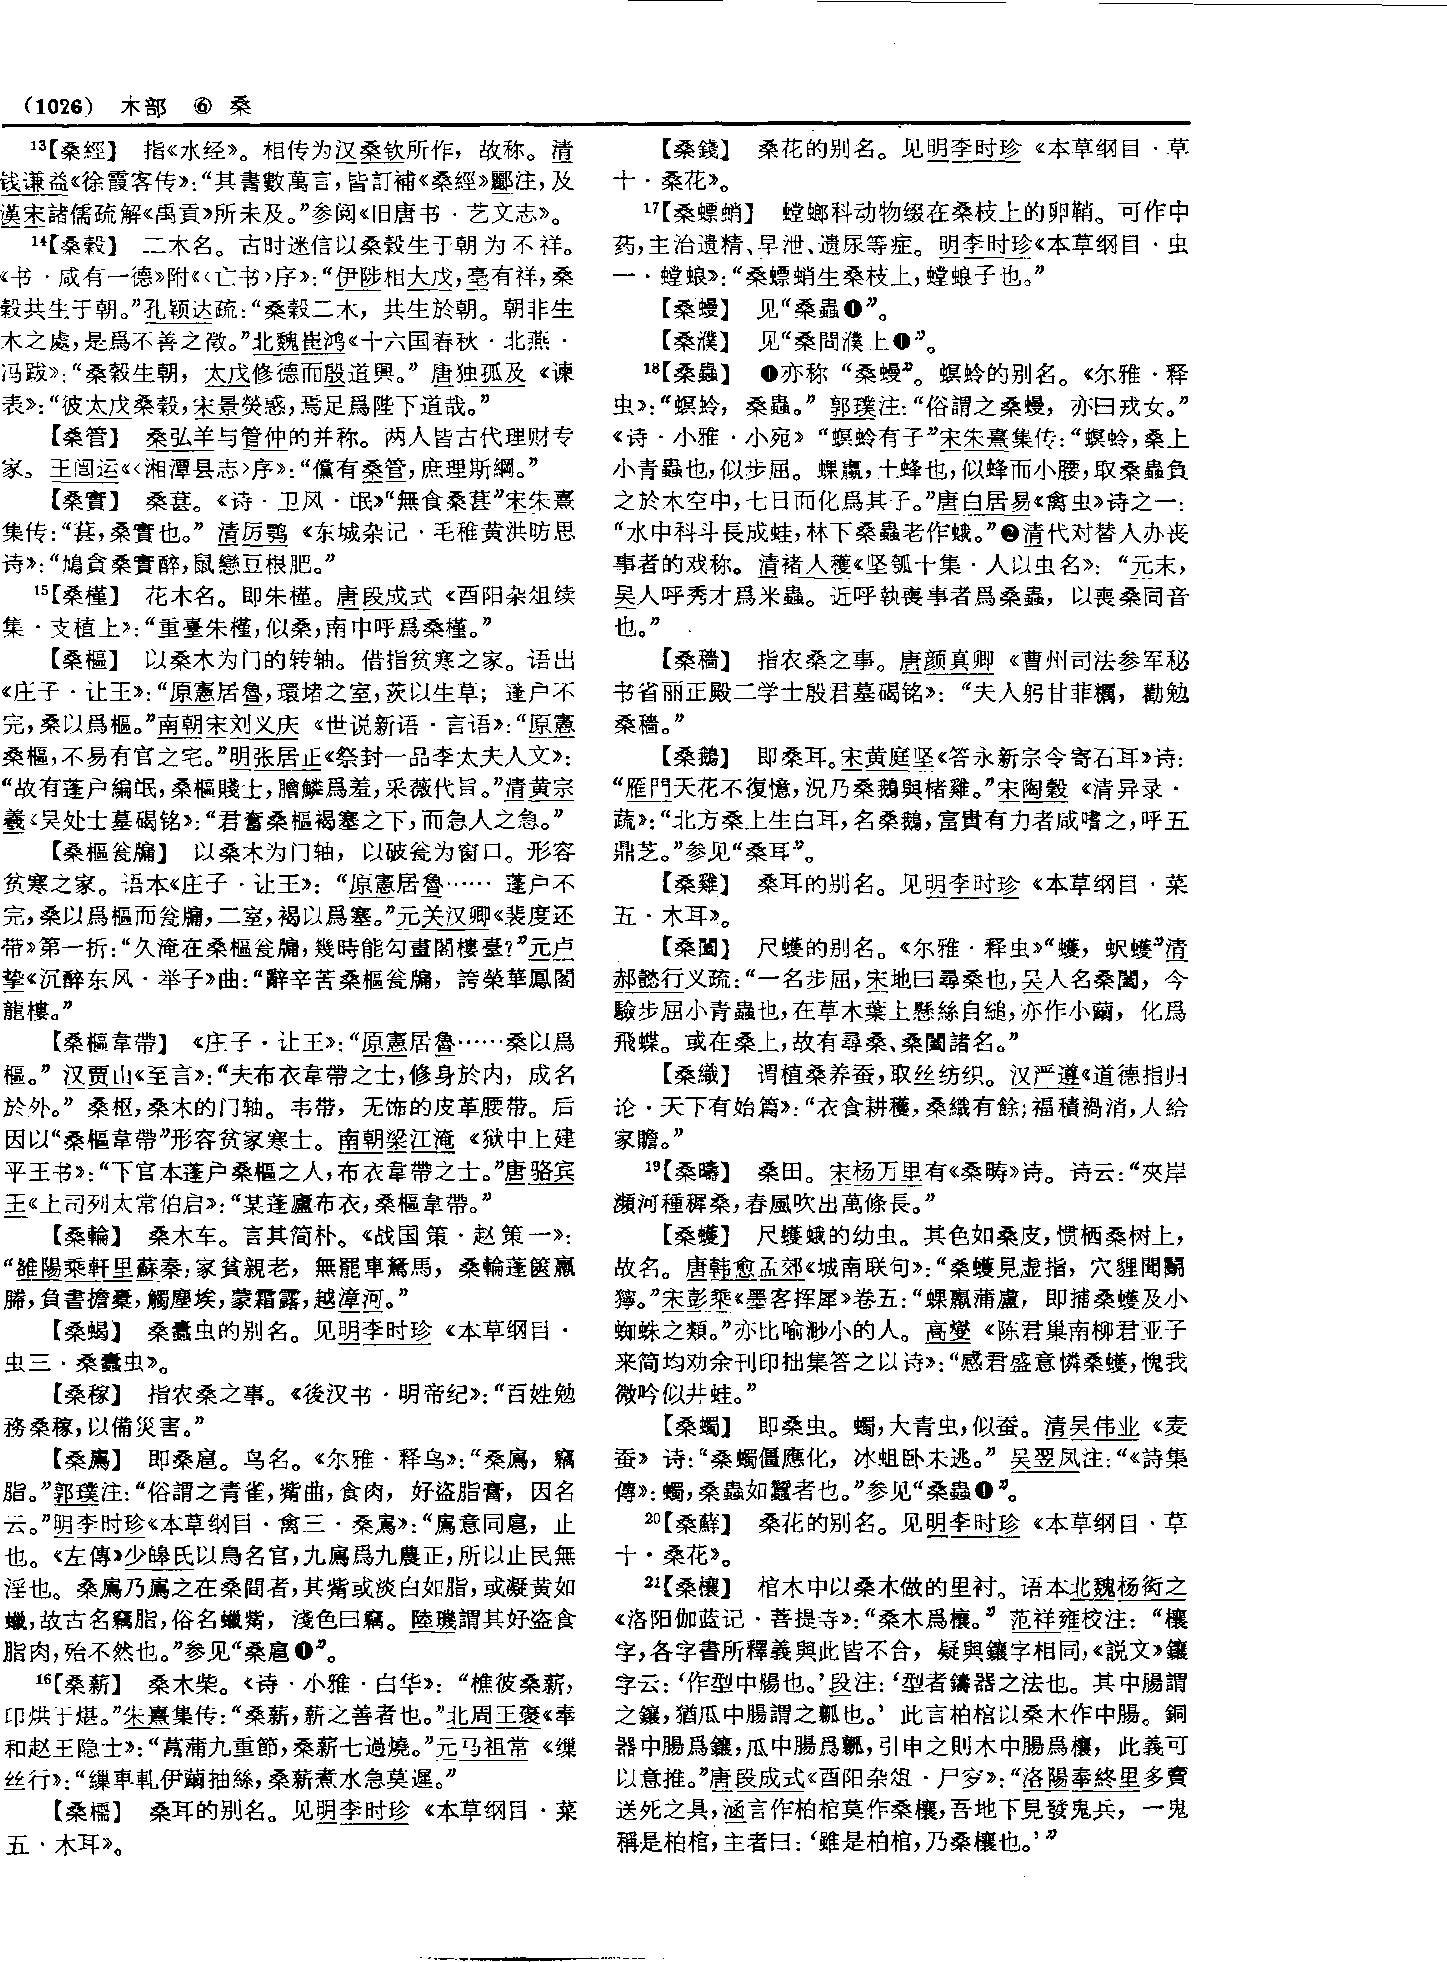 （1026） 木部 ⑥ 桑
¹³【桑經】 指《水经》。相传为汉桑钦所作，故称。清
钱谦益《徐霞客传》：“其書數萬言，皆訂補《桑經》酈注，及
漢宋諸儒疏解《禹貢》所未及。”参阅《旧唐书·艺文志》。
¹⁴【桑榖】 二木名。古时迷信以桑榖生于朝为不祥。
《书·咸有一德》附《〈亡书〉序》：“伊陟相大戊，亳有祥，桑
榖共生于朝。”孔颖达疏：“桑榖二木，共生於朝。朝非生
木之處，是爲不善之徵。”北魏崔鸿《十六国春秋·北燕·
冯跋》：“桑榖生朝，太戊修德而殷道興。”唐独孤及《谏
表》：“彼太戊桑榖，宋景熒惑，焉足爲陛下道哉。”
【桑管】 桑弘羊与管仲的并称。两人皆古代理财专
家。王闿运《〈湘潭县志〉序》：“儻有桑管，庶理斯綱。”
【桑實】 桑葚。《诗·卫风·氓》“無食桑葚”宋朱熹
集传：“葚，桑實也。”清厉鹗《东城杂记·毛稚黄洪昉思
诗》：“鳩貪桑實醉，鼠戀豆根肥。”
¹⁵【桑槿】 花木名。即朱槿。唐段成式《酉阳杂俎续
集·支植上》：“重臺朱槿，似桑，南中呼爲桑槿。”
【桑樞】 以桑木为门的转轴。借指贫寒之家。语出
《庄子·让王》：“原憲居魯，環堵之室，茨以生草；蓬户不
完，桑以爲樞。”南朝宋刘义庆《世说新语·言语》：“原憲
桑樞，不易有官之宅。”明张居正《祭封一品李太夫人文》：
“故有蓬户編氓，桑樞賤士，膾鱗爲羞，采薇代旨。”清黄宗
羲《吴处士墓碣铭》：“君奮桑樞褐塞之下，而急人之急。”
【桑樞瓮牖】 以桑木为门轴，以破瓮为窗口。形容
贫寒之家。语本《庄子·让王》：“原憲居魯…… 蓬户不
完，桑以爲樞而瓮牖，二室，褐以爲塞。”元关汉卿《裴度还
带》第一折：“久淹在桑樞瓮牖，幾時能勾畫閣樓臺？”元卢
挚《沉醉东风·举子》曲：“辭辛苦桑樞瓮牖，誇榮華鳳閣
龍樓。”
【桑樞韋帶】 《庄子·让王》：“原憲居魯……桑以爲
樞。”汉贾山《至言》：“夫布衣韋帶之士，修身於内，成名
於外。”桑枢，桑木的门轴。韦带，无饰的皮革腰带。后
因以“桑樞韋帶”形容贫家寒士。南朝梁江淹《狱中上建
平王书》：“下官本蓬户桑樞之人，布衣韋帶之士。”唐骆宾
王《上司列太常伯启》：“某蓬廬布衣，桑樞韋帶。”
【桑輪】 桑木车。言其简朴。《战国策·赵策一》：
“雒陽乘軒里蘇秦，家貧親老，無罷車駑馬，桑輪蓬篋羸
縢，負書擔橐，觸塵埃，蒙霜露，越漳河。”
【桑蝎】 桑蠹虫的别名。见明李时珍《本草纲目·
虫三·桑蠹虫》。
【桑稼】 指农桑之事。《後汉书·明帝纪》：“百姓勉
務桑稼，以備災害。”
【桑鳸】 即桑扈。鸟名。《尔雅·释鸟》：“桑鳸，竊
脂。”郭璞注：“俗謂之青雀，觜曲，食肉，好盗脂膏，因名
云。”明李时珍《本草纲目·禽三·桑鳸》：“鳸意同扈，止
也。《左傳》少皞氏以鳥名官，九鳸爲九農正，所以止民無
淫也。桑鳸乃鳸之在桑間者，其觜或淡白如脂，或凝黄如
蠟，故古名竊脂，俗名蠟觜，淺色曰竊。陸璣謂其好盗食
脂肉，殆不然也。”参见“桑扈❶”。
¹⁶【桑薪】 桑木柴。《诗·小雅·白华》：“樵彼桑薪，
卬烘于煁。”朱熹集传：“桑薪，薪之善者也。”北周王褒《奉
和赵王隐士》：“菖蒲九重節，桑薪七過燒。”元马祖常《缫
丝行》：“繅車軋伊繭抽絲，桑薪煮水急莫遲。”
【桑檽】 桑耳的别名。见明李时珍《本草纲目·菜
五·木耳》。
【桑錢】 桑花的别名。见明李时珍《本草纲目·草
十·桑花》。
¹⁷【桑螵蛸】 螳螂科动物缀在桑枝上的卵鞘。可作中
药，主治遗精、早泄、遗尿等症。明李时珍《本草纲目·虫
一·螳螂》：“桑螵蛸生桑枝上，螳螂子也。”
【桑蟃】 见“桑蟲❶”。
【桑濮】 见“桑間濮上❶”。
¹⁸【桑蟲】 ❶亦称“桑蟃”。螟蛉的别名。《尔雅·释
虫》：“螟蛉，桑蟲。”郭璞注：“俗謂之桑蟃，亦曰戎女。”
《诗·小雅·小宛》“螟蛉有子”宋朱熹集传：“螟蛉，桑上
小青蟲也，似步屈。蜾蠃，土蜂也，似蜂而小腰，取桑蟲負
之於木空中，七日而化爲其子。”唐白居易《禽虫》诗之一：
“水中科斗長成蛙，林下桑蟲老作蛾。”❷清代对替人办丧
事者的戏称。清褚人穫《坚瓠十集·人以虫名》：“元末，
吴人呼秀才爲米蟲。近呼執喪事者爲桑蟲，以喪桑同音
也。”
【桑穡】 指农桑之事。唐颜真卿《曹州司法参军秘
书省丽正殿二学士殷君墓碣铭》：“夫人躬甘菲糲，勸勉
桑穡。”
【桑鵝】 即桑耳。宋黄庭坚《答永新宗令寄石耳》诗：
“雁門天花不復憶，況乃桑鵝與楮雞。”宋陶穀《清异录·
蔬》：“北方桑上生白耳，名桑鵝，富貴有力者咸嗜之，呼五
鼎芝。”参见“桑耳”。
【桑雞】 桑耳的别名。见明李时珍《本草纲目·菜
五·木耳》。
【桑闔】 尺蠖的别名。《尔雅·释虫》“蠖，蚇蠖”清
郝懿行义疏：“一名步屈，宋地曰尋桑也，吴人名桑闔，今
驗步屈小青蟲也，在草木葉上懸絲自縋，亦作小繭，化爲
飛蝶。或在桑上，故有尋桑、桑闔諸名。”
【桑織】 谓植桑养蚕，取丝纺织。汉严遵《道德指归
论·天下有始篇》：“衣食耕穫，桑織有餘；福積禍消，人給
家贍。”
¹⁹【桑疇】 桑田。宋杨万里有《桑畴》诗。诗云：“夾岸
瀕河種穉桑，春風吹出萬條長。”
【桑蠖】 尺蠖蛾的幼虫。其色如桑皮，惯栖桑树上，
故名。唐韩愈孟郊《城南联句》：“桑蠖見虚指，穴貍聞鬭
獰。”宋彭乘《墨客挥犀》卷五：“蜾蠃蒲盧，即捕桑蠖及小
蜘蛛之類。”亦比喻渺小的人。高燮《陈君巢南柳君亚子
来简均劝余刊印拙集答之以诗》：“感君盛意憐桑蠖，愧我
微吟似井蛙。”
【桑蠋】 即桑虫。蠋，大青虫，似蚕。清吴伟业《麦
蚕》诗：“桑蠋僵應化，冰蛆卧未逃。”吴翌凤注：“《詩集
傳》：蠋，桑蟲如蠶者也。”参见“桑蟲❶”。
²⁰【桑蘚】 桑花的别名。见明李时珍《本草纲目·草
十·桑花》。
²¹【桑欀】 棺木中以桑木做的里衬。语本北魏杨衒之
《洛阳伽蓝记·菩提寺》：“桑木爲欀。”范祥雍校注：“欀
字，各字書所釋義與此皆不合，疑與鑲字相同，《説文》鑲
字云：‘作型中腸也。’段注：‘型者鑄器之法也。其中腸謂
之鑲，猶瓜中腸謂之瓤也。’此言柏棺以桑木作中腸。銅
器中腸爲鑲，瓜中腸爲瓤，引申之則木中腸爲欀，此義可
以意推。”唐段成式《酉阳杂俎·尸穸》：“洛陽奉終里多賣
送死之具，涵言作柏棺莫作桑欀，吾地下見發鬼兵，一鬼
稱是柏棺，主者曰：‘雖是柏棺，乃桑欀也。’”